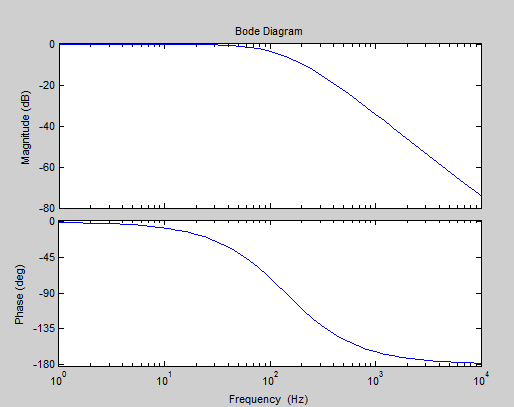 Bode Diagram
Magnitude (dB)
0
-20
-40
-60
-80
Phase (deg)
0
-45
-90
-135
-180
10^0 10^1 10^2 10^3 10^4
Frequency (Hz)